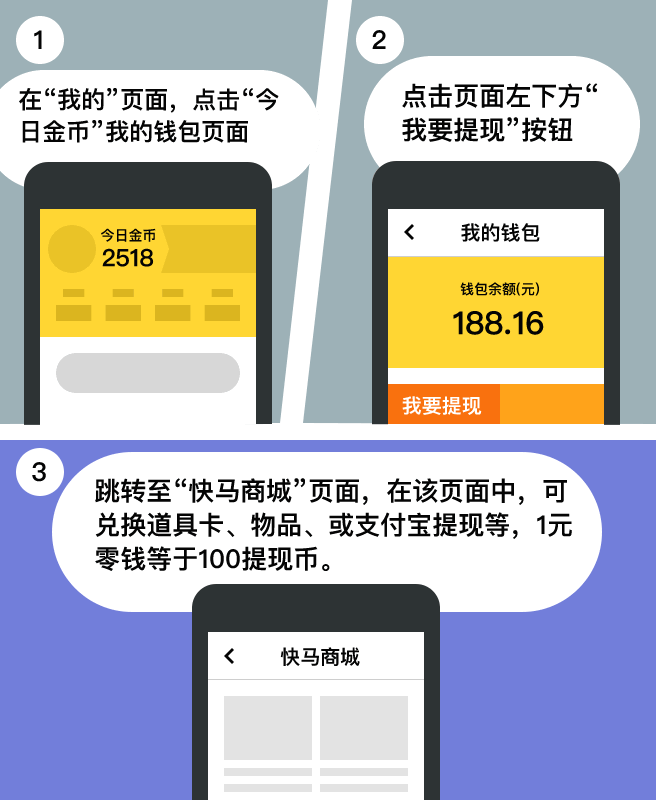 1
在“我的”页面，点击“今
日金币”我的钱包页面
今日金币
2518
2
点击页面左下方“
我要提现”按钮
我的钱包
钱包余额(元)
188.16
我要提现
3
跳转至“快马商城”页面，在该页面中，可
兑换道具卡、物品、或支付宝提现等，1元
零钱等于100提现币。
快马商城